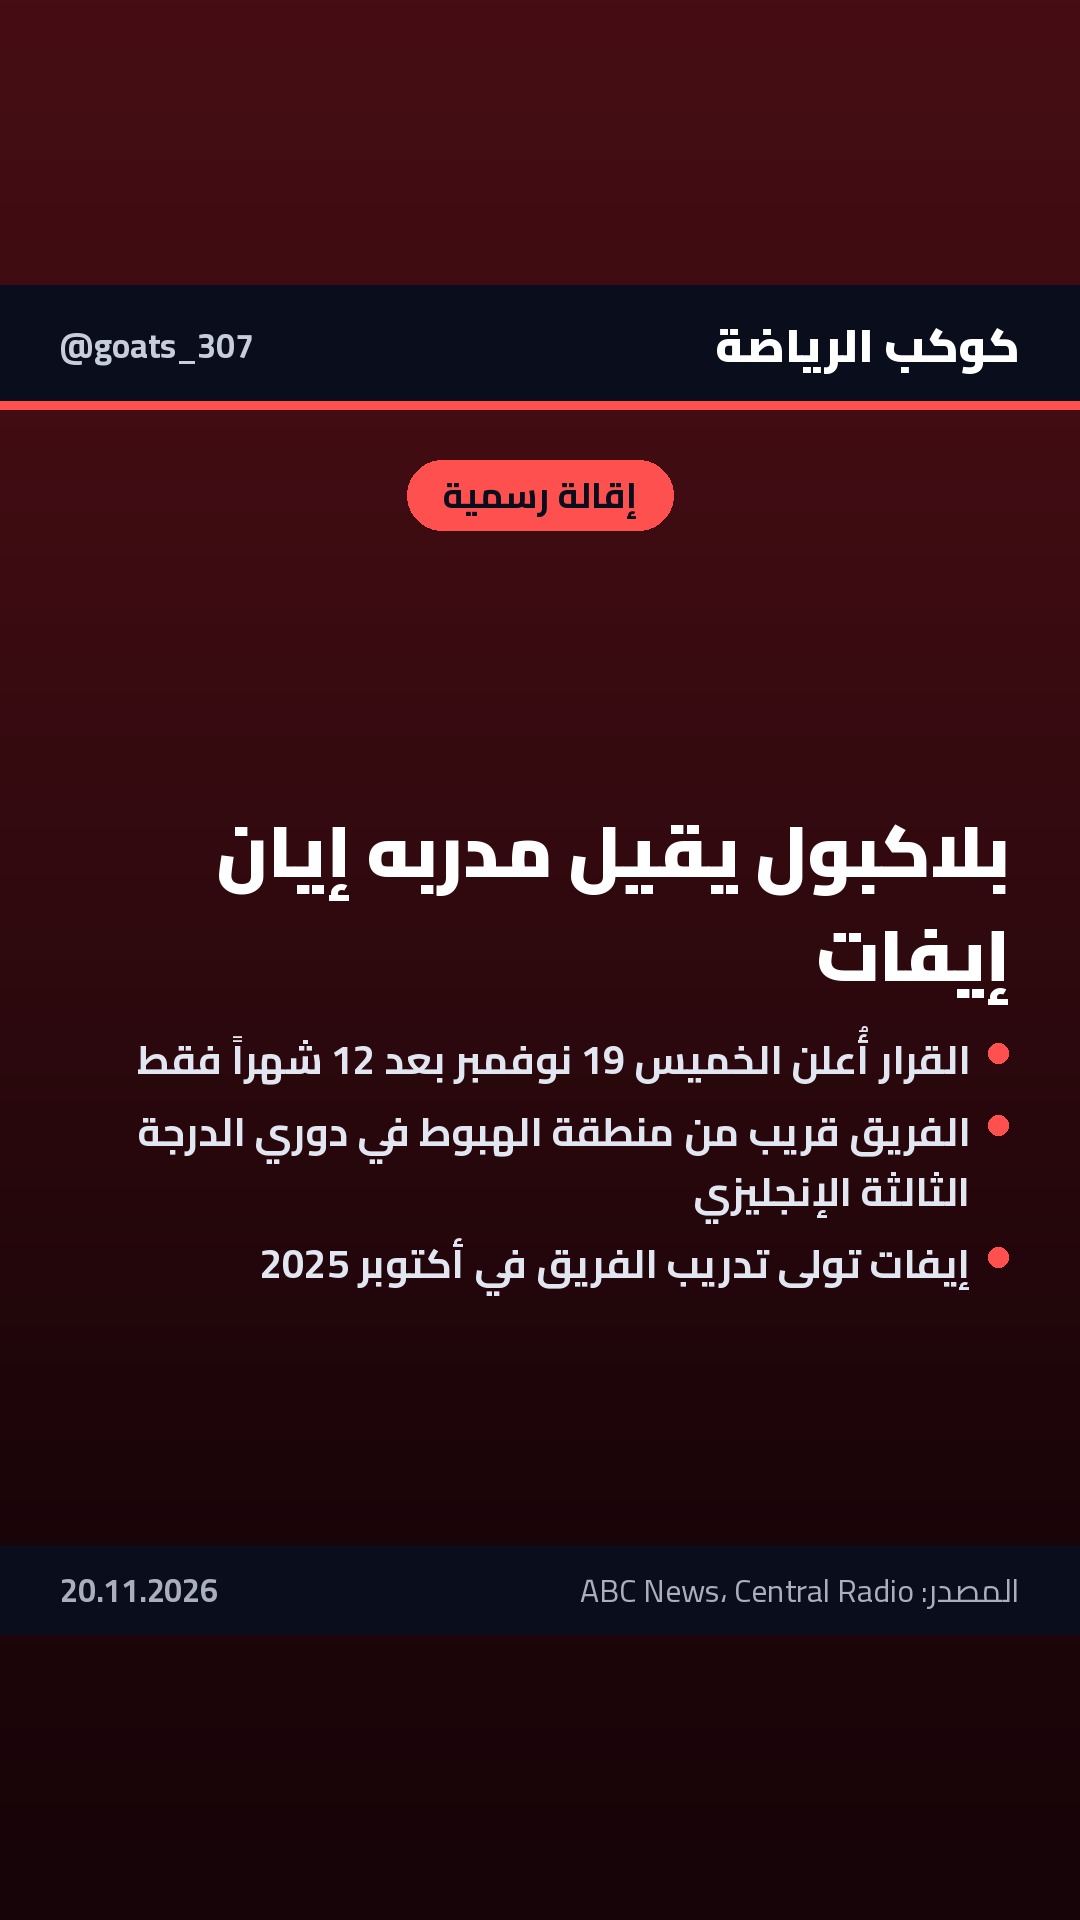 كوكب الرياضة
@goats_307
إقالة رسمية
بلاكبول يقيل مدربه إيان
إيفات
القرار أُعلن الخميس 19 نوفمبر بعد 12 شهراً فقط
الفريق قريب من منطقة الهبوط في دوري الدرجة
الثالثة الإنجليزي
إيفات تولى تدريب الفريق في أكتوبر 2025
المصدر: ABC News، Central Radio
20.11.2026